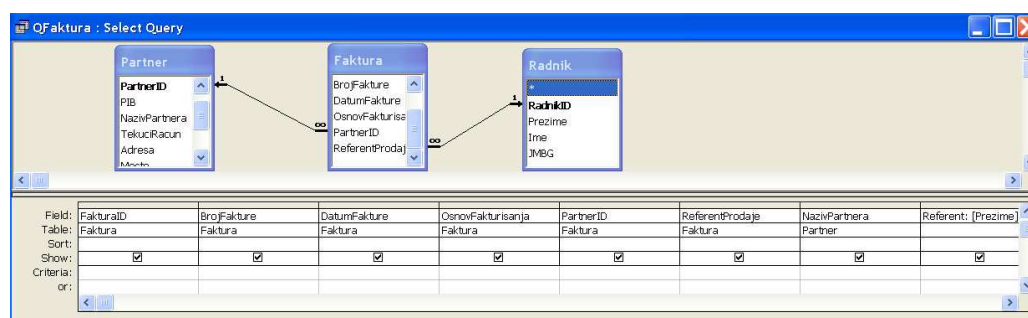 QFaktura : Select Query
Partner
PartnerID
PIB
NazivPartnera
TekuciRacun
Adresa
Mesto
Faktura
BrojFakture
DatumFakture
OsnovFakturisa
PartnerID
ReferentProdaj
Radnik
*
RadnikID
Prezime
Ime
JMBG
1 ∞ ∞ 1
Field: FakturaID BrojFakture DatumFakture OsnovFakturisanja PartnerID ReferentProdaje NazivPartnera Referent: [Prezime]
Table: Faktura Faktura Faktura Faktura Faktura Faktura Partner
Sort:
Show:
Criteria:
or: